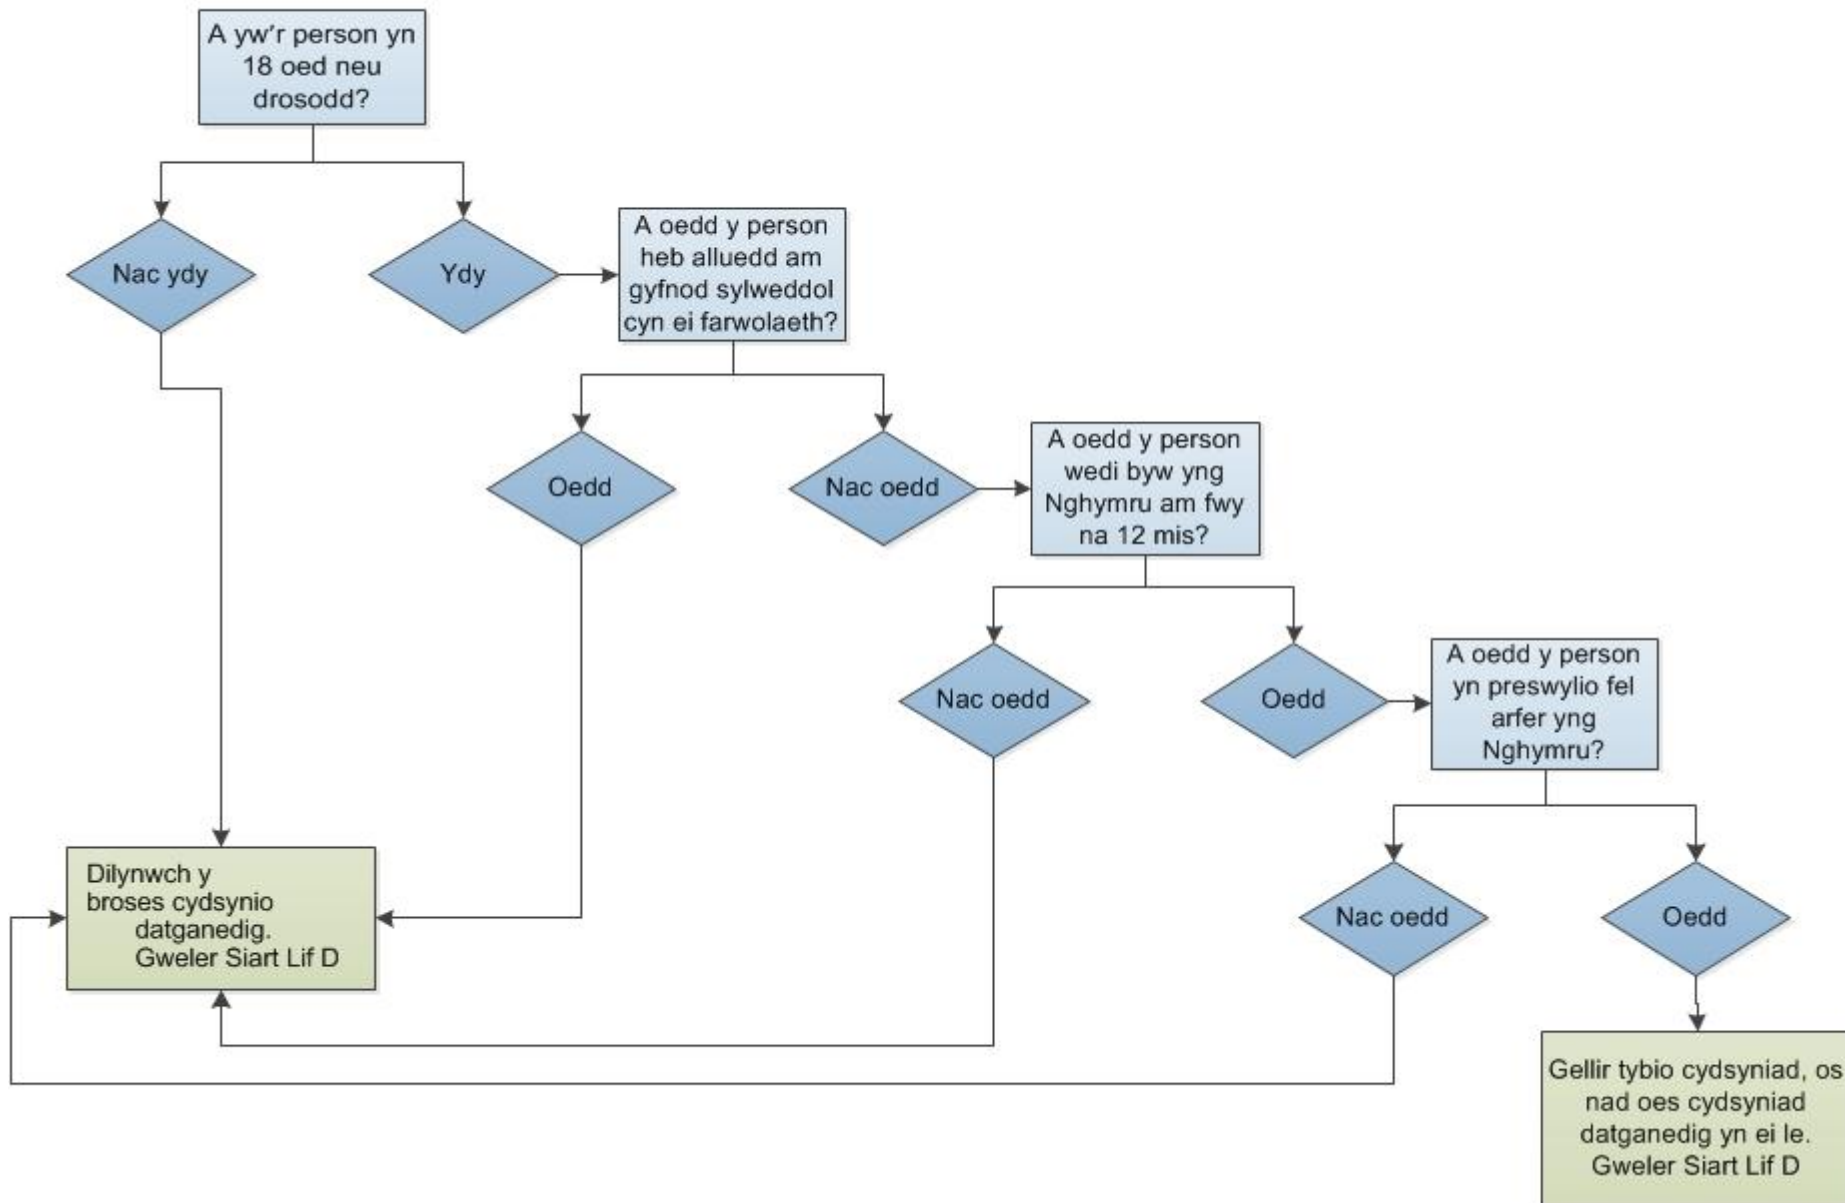 A yw'r person yn
18 oed neu
drosodd?
Nac ydy
Ydy
A oedd y person
heb alluedd am
gyfnod sylweddol
cyn ei farwolaeth?
Oedd
Nac oedd
A oedd y person
wedi byw yng
Nghymru am fwy
na 12 mis?
Nac oedd
Oedd
A oedd y person
yn preswylio fel
arfer yng
Nghymru?
Nac oedd
Oedd
Dilynwch y
broses cydsynio
datganedig.
Gweler Siart Lif D
Gellir tybio cydsyniad, os
nad oes cydsyniad
datganedig yn ei le.
Gweler Siart Lif D